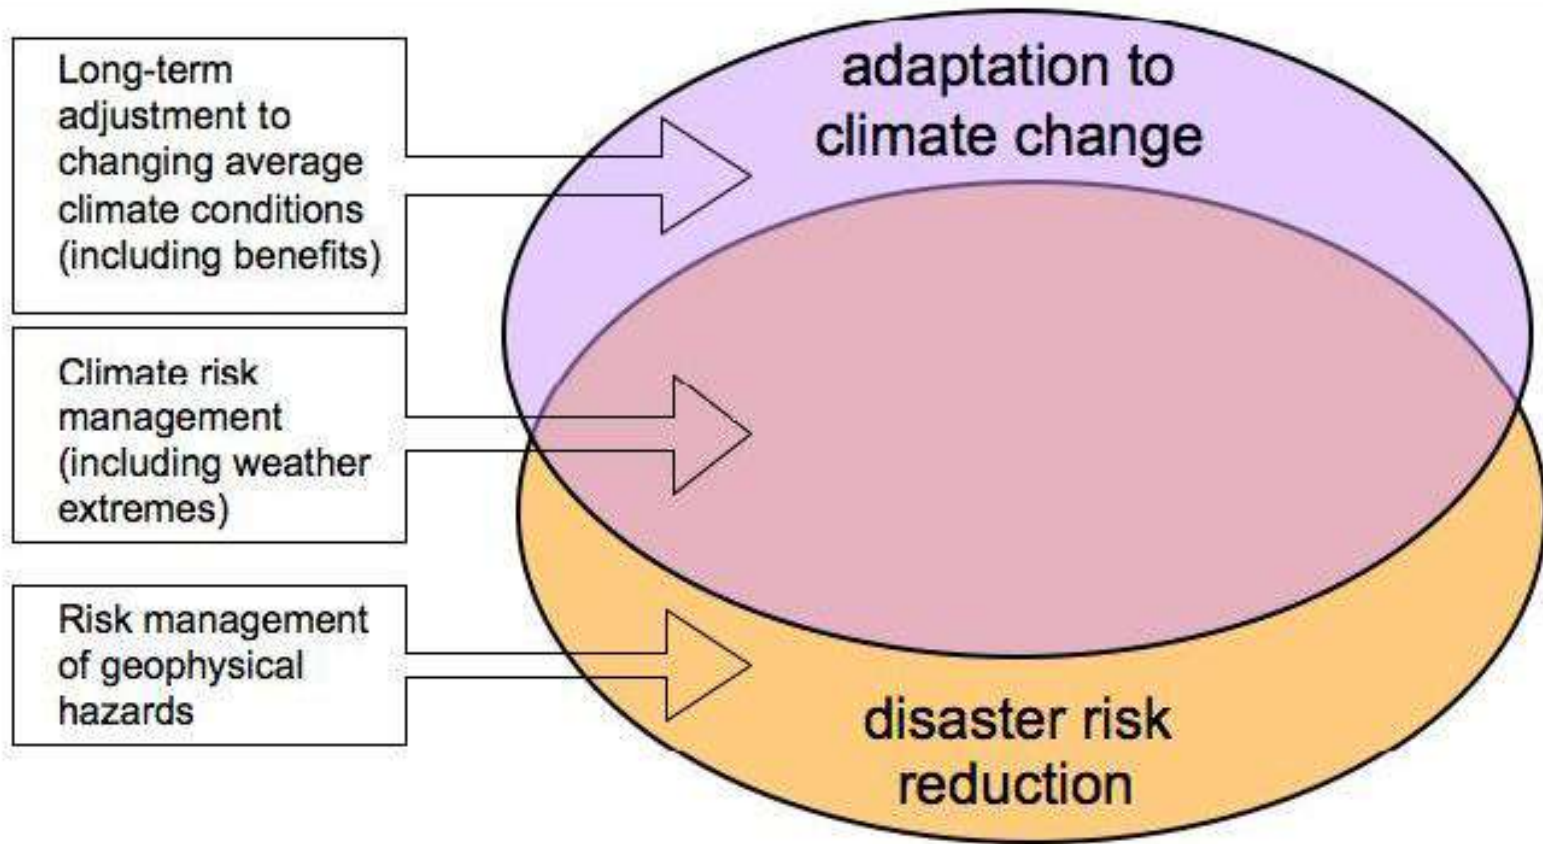 Long-term
adjustment to
changing average
climate conditions
(including benefits)
Climate risk
management
(including weather
extremes)
Risk management
of geophysical
hazards
adaptation to
climate change
disaster risk
reduction